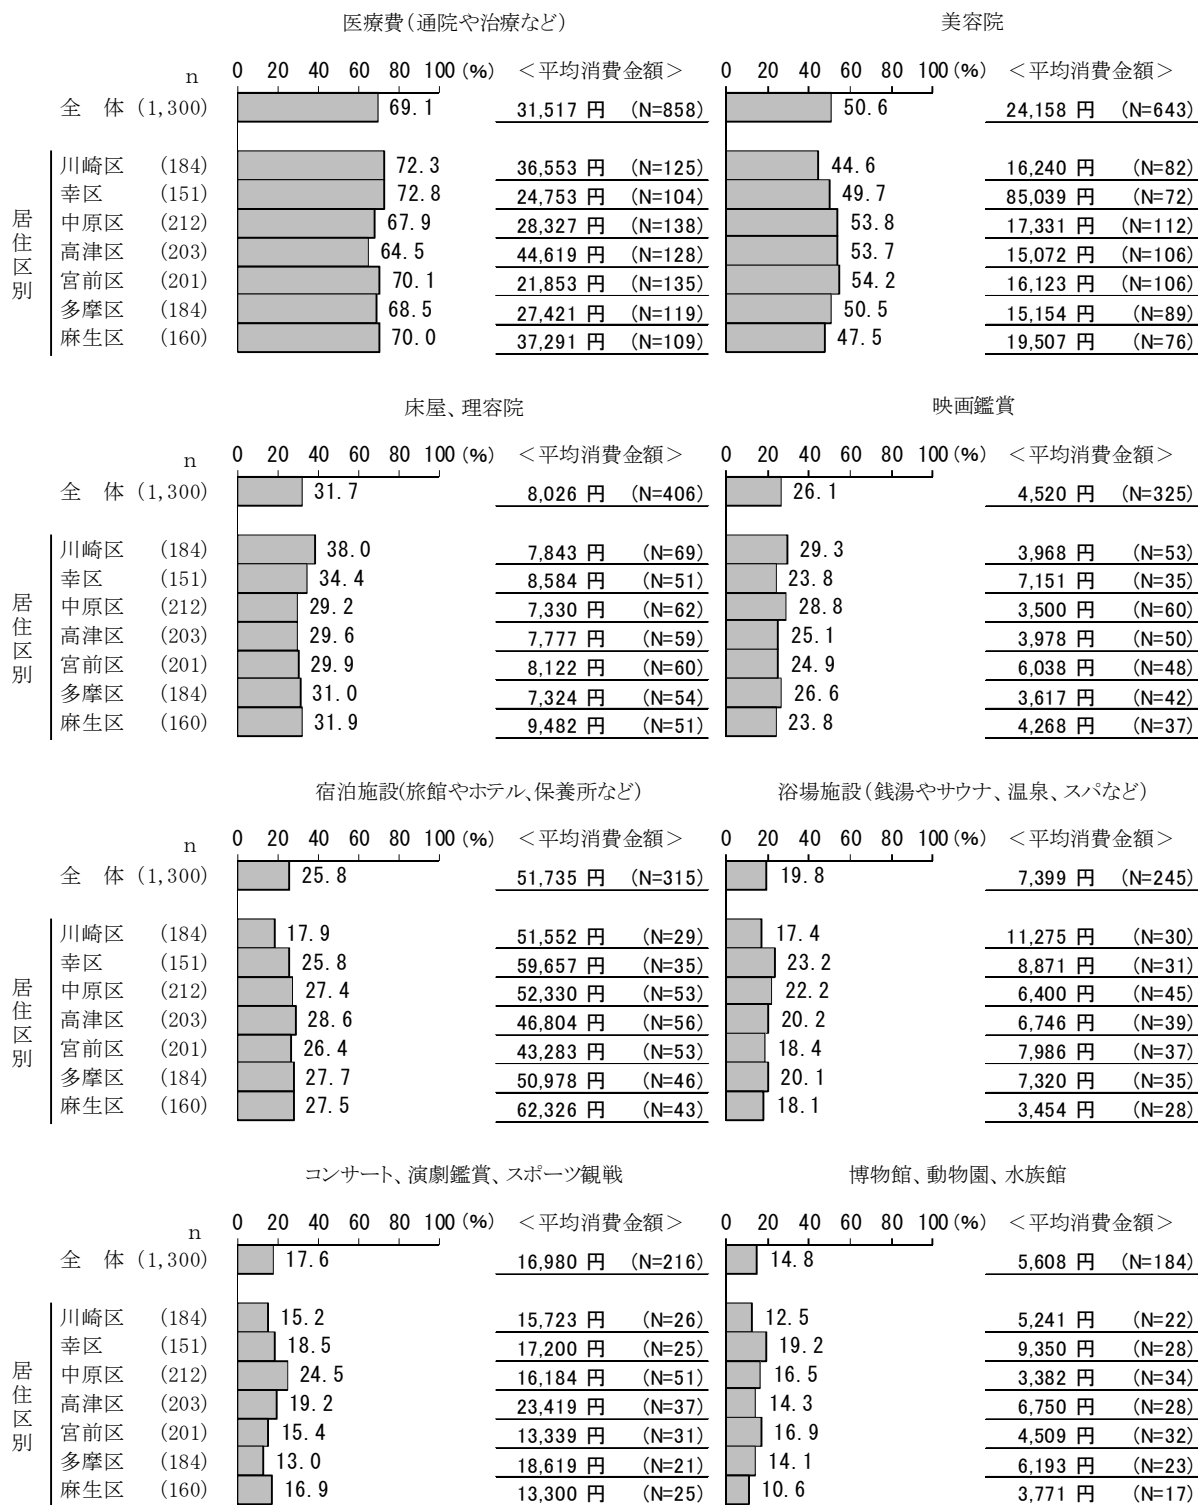 医療費（通院や治療など）
n 0 20 40 60 80 100 (%) ＜平均消費金額＞
全 体 (1,300) 69.1 31,517 円 (N=858)
居住区別
川崎区 (184) 72.3 36,553 円 (N=125)
幸区 (151) 72.8 24,753 円 (N=104)
中原区 (212) 67.9 28,327 円 (N=138)
高津区 (203) 64.5 44,619 円 (N=128)
宮前区 (201) 70.1 21,853 円 (N=135)
多摩区 (184) 68.5 27,421 円 (N=119)
麻生区 (160) 70.0 37,291 円 (N=109)
美容院
0 20 40 60 80 100 (%) ＜平均消費金額＞
50.6 24,158 円 (N=643)
44.6 16,240 円 (N=82)
49.7 85,039 円 (N=72)
53.8 17,331 円 (N=112)
53.7 15,072 円 (N=106)
54.2 16,123 円 (N=106)
50.5 15,154 円 (N=89)
47.5 19,507 円 (N=76)
床屋、理容院
n 0 20 40 60 80 100 (%) ＜平均消費金額＞
全 体 (1,300) 31.7 8,026 円 (N=406)
居住区別
川崎区 (184) 38.0 7,843 円 (N=69)
幸区 (151) 34.4 8,584 円 (N=51)
中原区 (212) 29.2 7,330 円 (N=62)
高津区 (203) 29.6 7,777 円 (N=59)
宮前区 (201) 29.9 8,122 円 (N=60)
多摩区 (184) 31.0 7,324 円 (N=54)
麻生区 (160) 31.9 9,482 円 (N=51)
映画鑑賞
0 20 40 60 80 100 (%) ＜平均消費金額＞
26.1 4,520 円 (N=325)
29.3 3,968 円 (N=53)
23.8 7,151 円 (N=35)
28.8 3,500 円 (N=60)
25.1 3,978 円 (N=50)
24.9 6,038 円 (N=48)
26.6 3,617 円 (N=42)
23.8 4,268 円 (N=37)
宿泊施設(旅館やホテル、保養所など）
n 0 20 40 60 80 100 (%) ＜平均消費金額＞
全 体 (1,300) 25.8 51,735 円 (N=315)
居住区別
川崎区 (184) 17.9 51,552 円 (N=29)
幸区 (151) 25.8 59,657 円 (N=35)
中原区 (212) 27.4 52,330 円 (N=53)
高津区 (203) 28.6 46,804 円 (N=56)
宮前区 (201) 26.4 43,283 円 (N=53)
多摩区 (184) 27.7 50,978 円 (N=46)
麻生区 (160) 27.5 62,326 円 (N=43)
浴場施設（銭湯やサウナ、温泉、スパなど）
0 20 40 60 80 100 (%) ＜平均消費金額＞
19.8 7,399 円 (N=245)
17.4 11,275 円 (N=30)
23.2 8,871 円 (N=31)
22.2 6,400 円 (N=45)
20.2 6,746 円 (N=39)
18.4 7,986 円 (N=37)
20.1 7,320 円 (N=35)
18.1 3,454 円 (N=28)
コンサート、演劇鑑賞、スポーツ観戦
n 0 20 40 60 80 100 (%) ＜平均消費金額＞
全 体 (1,300) 17.6 16,980 円 (N=216)
居住区別
川崎区 (184) 15.2 15,723 円 (N=26)
幸区 (151) 18.5 17,200 円 (N=25)
中原区 (212) 24.5 16,184 円 (N=51)
高津区 (203) 19.2 23,419 円 (N=37)
宮前区 (201) 15.4 13,339 円 (N=31)
多摩区 (184) 13.0 18,619 円 (N=21)
麻生区 (160) 16.9 13,300 円 (N=25)
博物館、動物園、水族館
0 20 40 60 80 100 (%) ＜平均消費金額＞
14.8 5,608 円 (N=184)
12.5 5,241 円 (N=22)
19.2 9,350 円 (N=28)
16.5 3,382 円 (N=34)
14.3 6,750 円 (N=28)
16.9 4,509 円 (N=32)
14.1 6,193 円 (N=23)
10.6 3,771 円 (N=17)